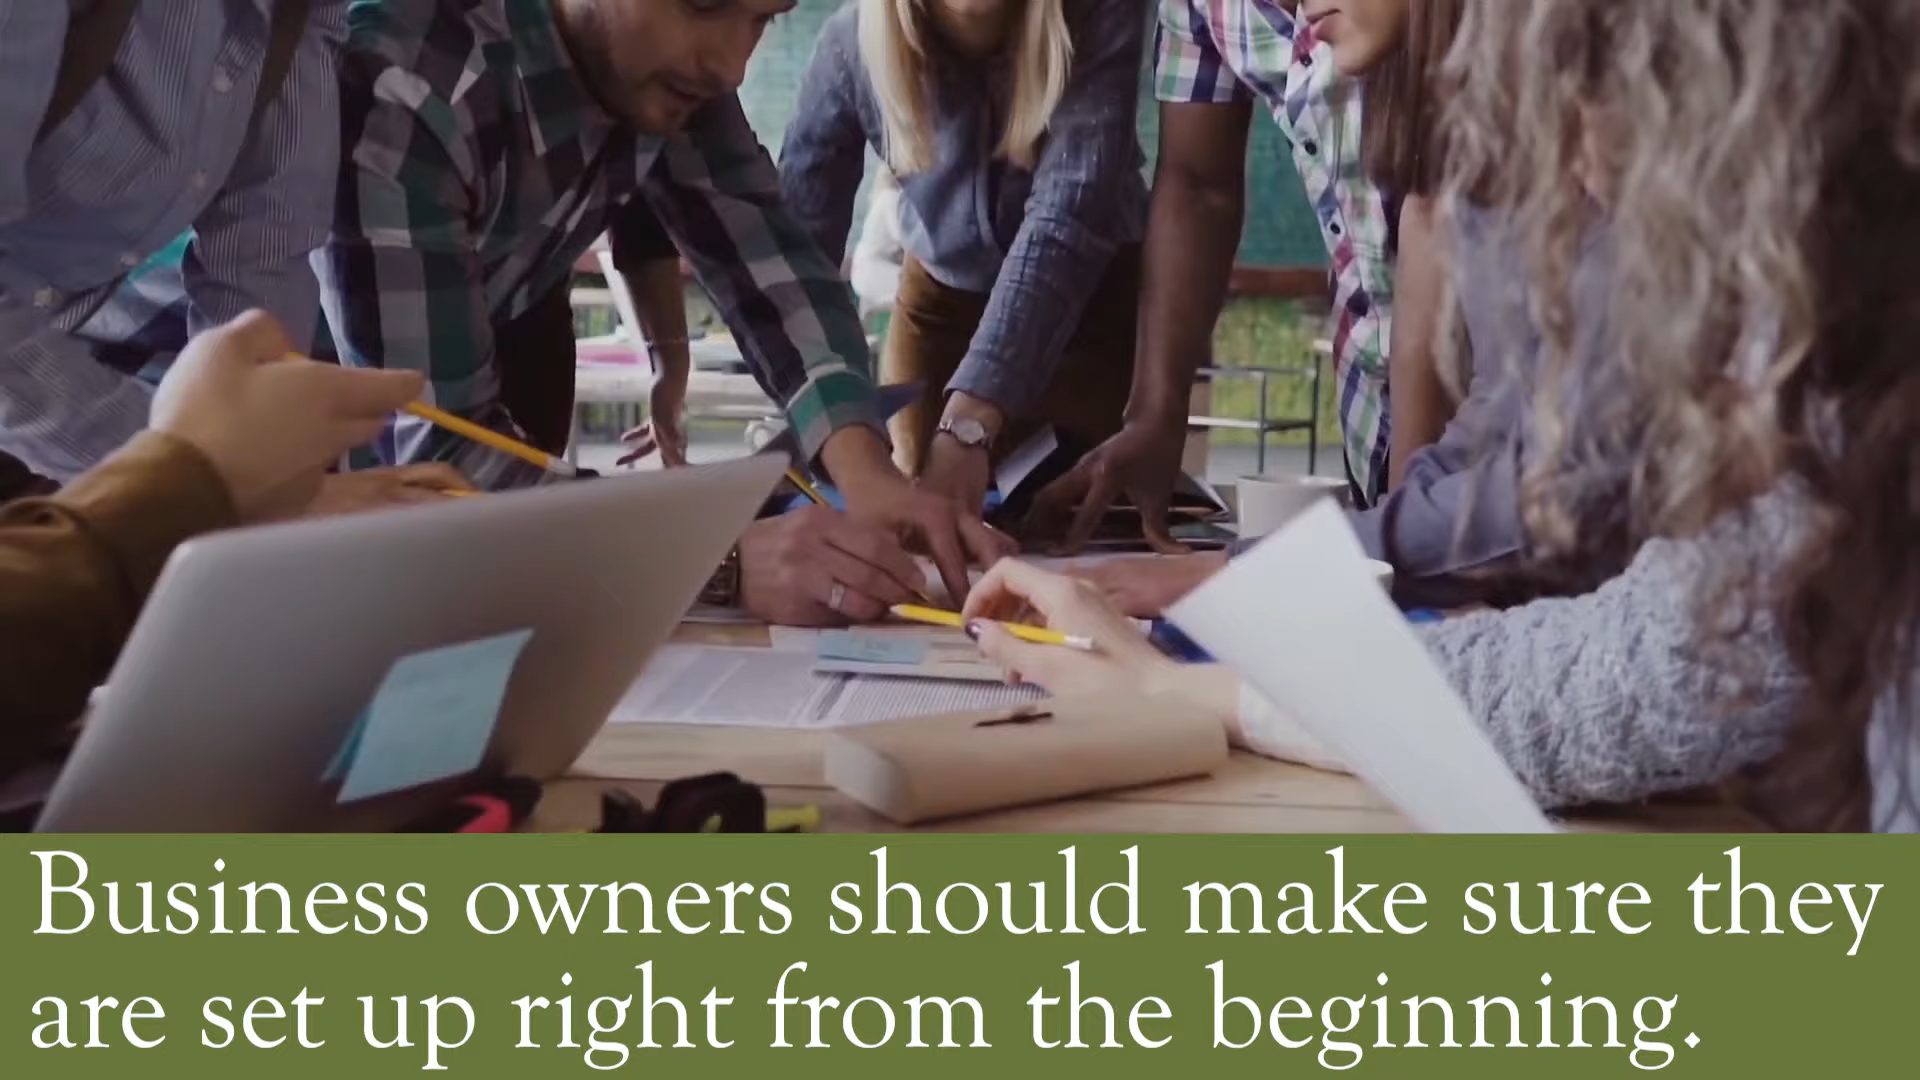 Business owners should make sure they
are set up right from the beginning.